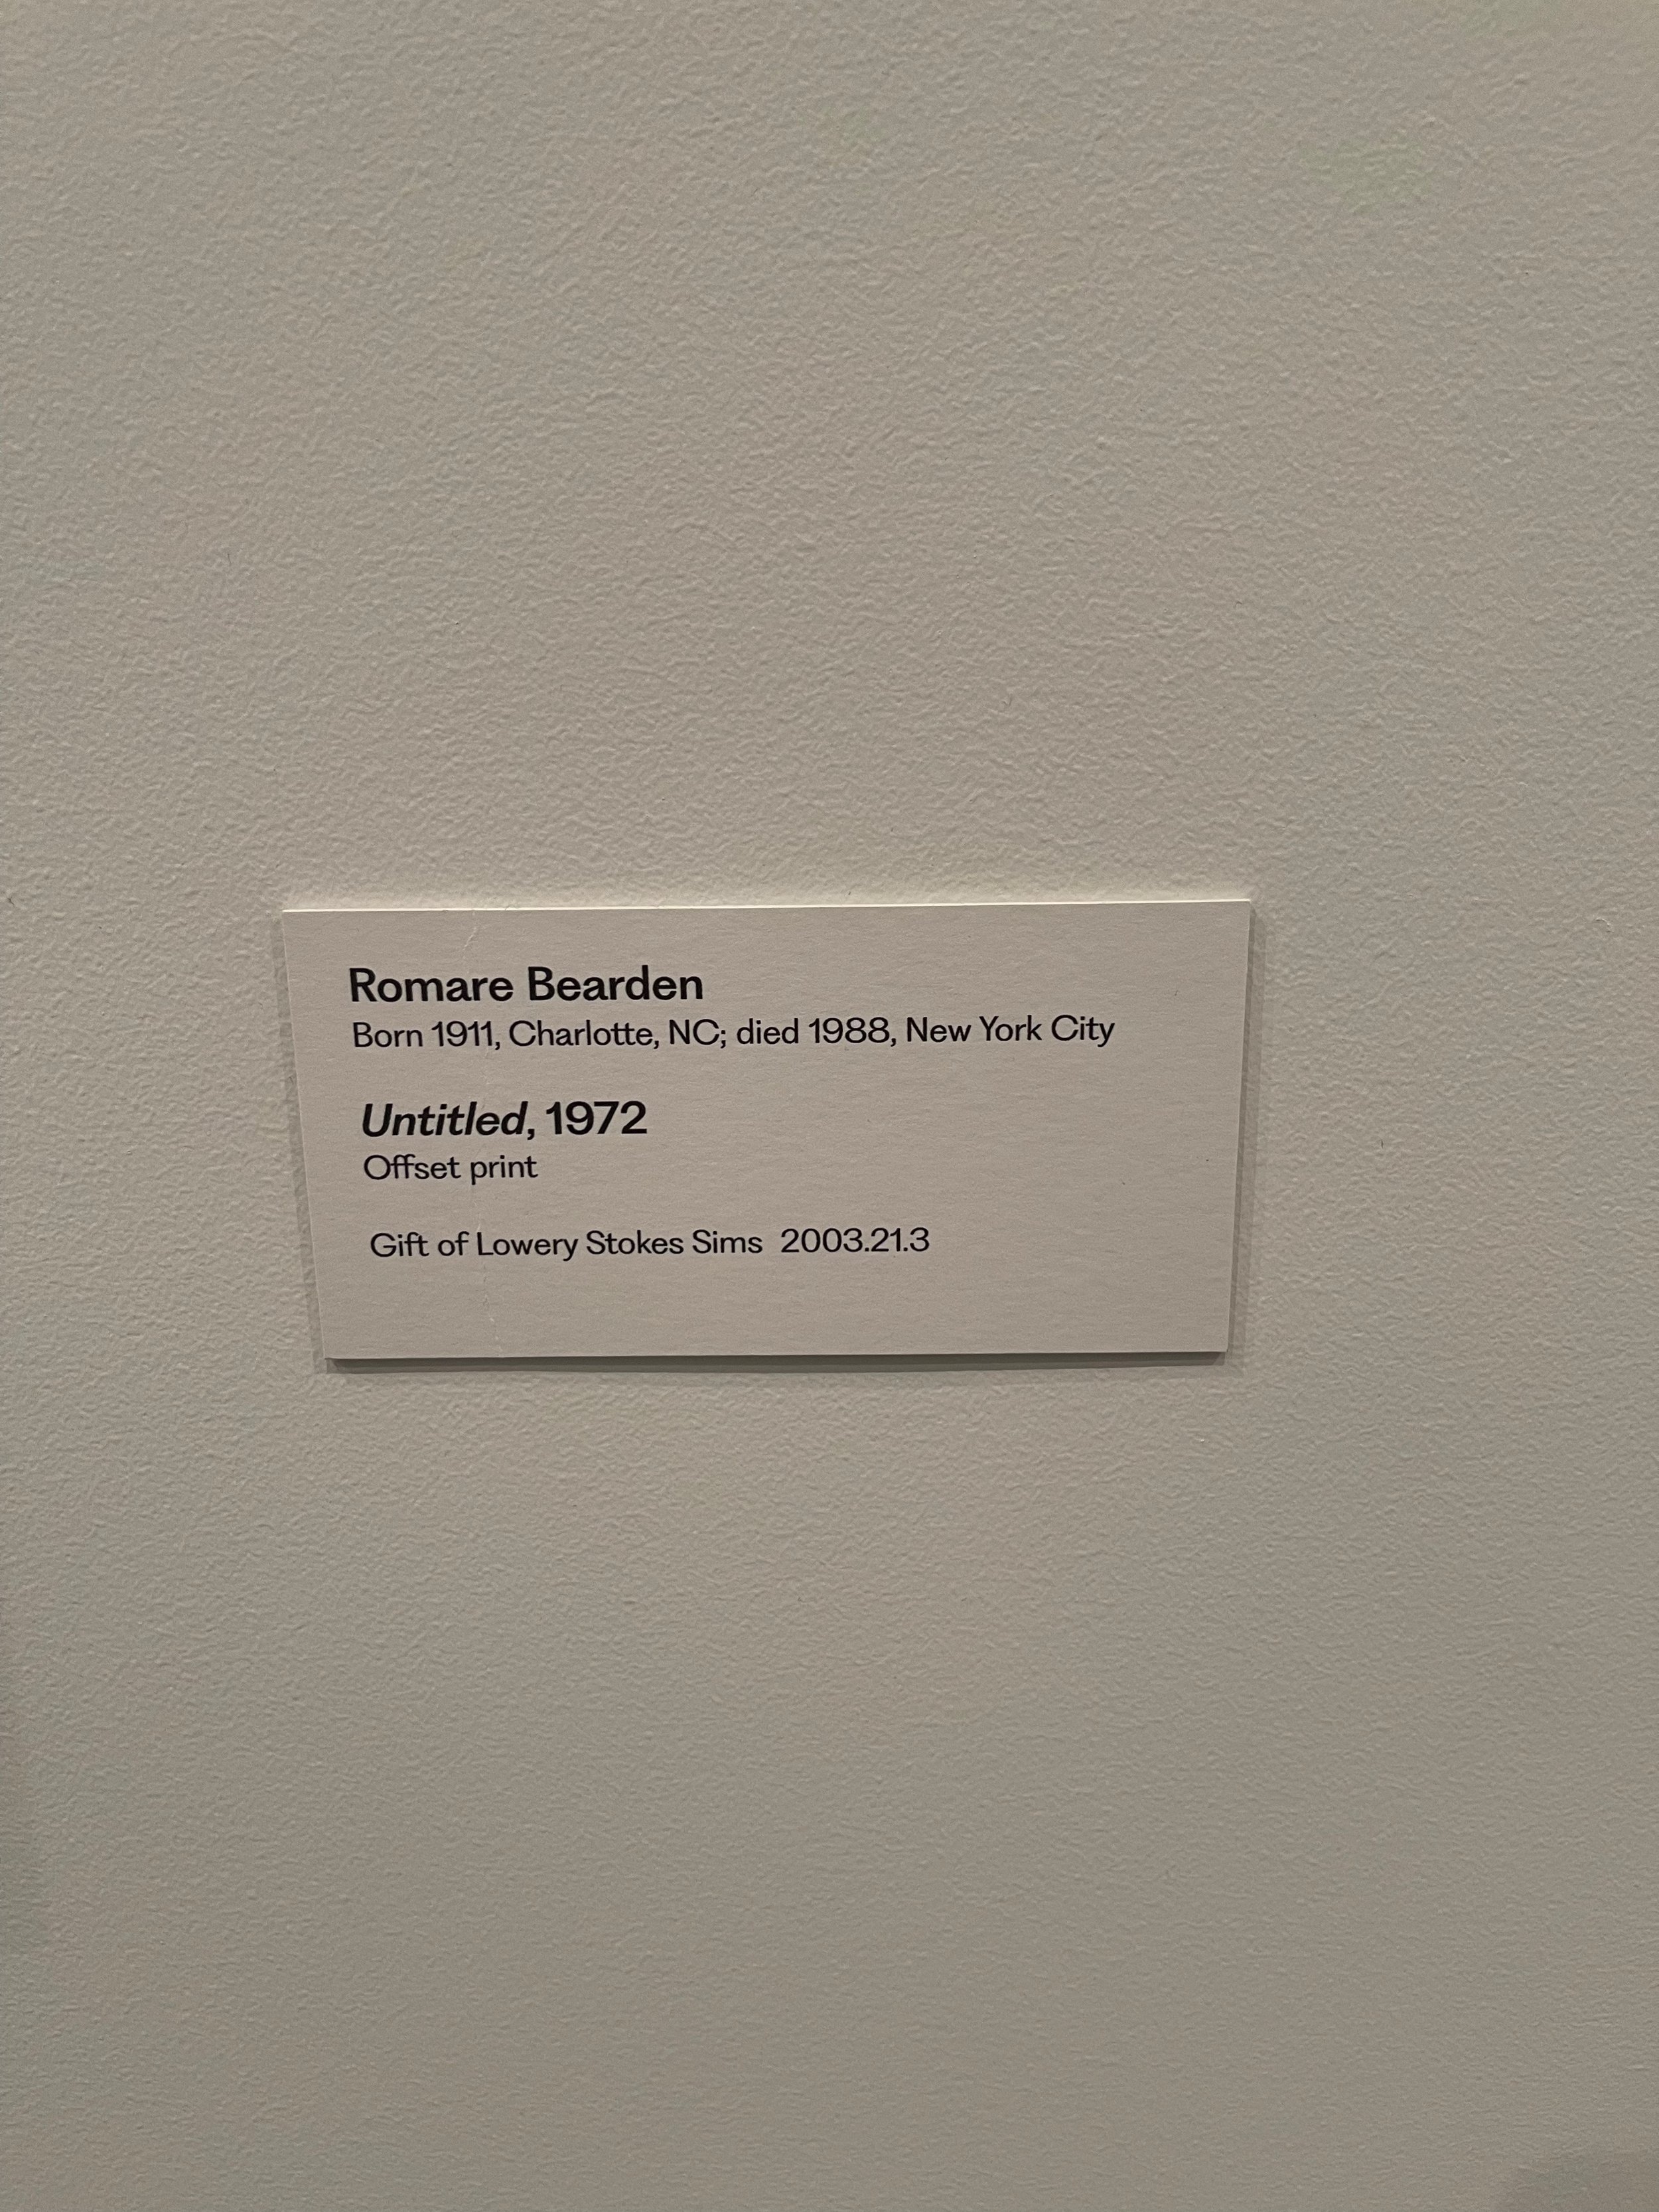 Romare Bearden
Born 1911, Charlotte, NC; died 1988, New York City
Untitled, 1972
Offset print
Gift of Lowery Stokes Sims 2003.21.3